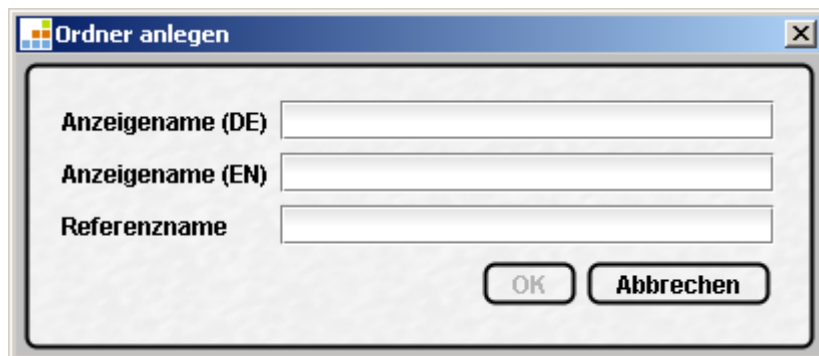 Ordner anlegen
Anzeigename (DE)
Anzeigename (EN)
Referenzname
OK Abbrechen